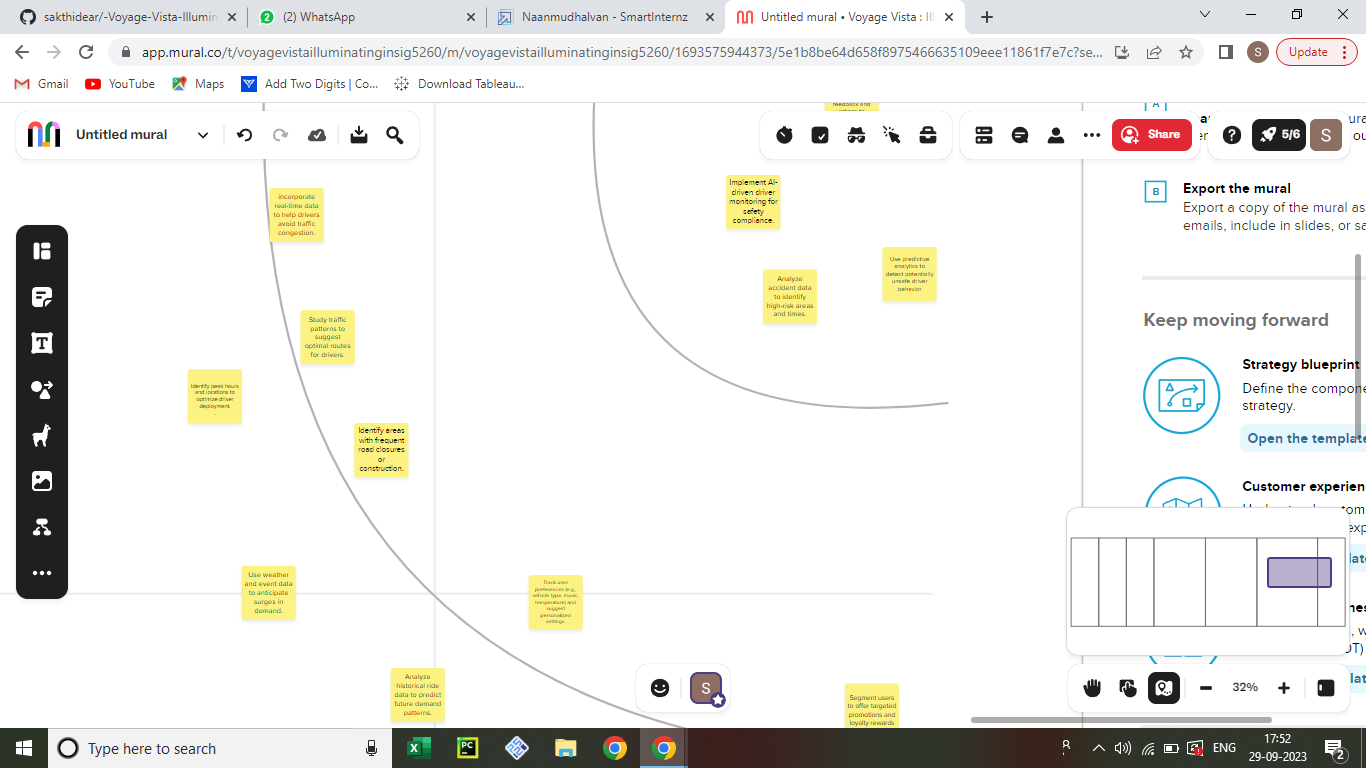 sakthidear/-Voyage-Vista-Illumin
(2) WhatsApp
Naanmudhalvan - SmartInternz
Untitled mural • Voyage Vista : Ill
app.mural.co/t/voyagevistailluminatinginsig5260/m/voyagevistailluminatinginsig5260/1693575944373/5e1b8be64d658f8975466635109eee11861f7e7c?se...
S
Update
Gmail
YouTube
Maps
Add Two Digits | Co...
Download Tableau...
Untitled mural
Share
5/6
S
A
B
Export the mural
Export a copy of the mural as
emails, include in slides, or sa
incorporate
real-time data
to help drivers
avoid traffic
congestion.
Implement AI-
driven driver
monitoring for
safety
compliance.
Use predictive
analytics to
detect potentially
unsafe driver
behavior
Analyze
accident data
to identify
high-risk areas
and times.
Study traffic
patterns to
suggest
optimal routes
for drivers.
Identify peek hours
and locations to
optimize driver
deployment.
Identify areas
with frequent
road closures
or
construction.
Use weather
and event data
to anticipate
surges in
demand.
Track user
preferences (e.g.,
vehicle type, music,
temperature) and
suggest
personalized
settings.
Analyze
historical ride
data to predict
future demand
patterns.
Segment users
to offer targeted
promotions and
loyalty rewards
Keep moving forward
Strategy blueprint
Define the compone
strategy.
Open the template
Customer experien
S
32%
Type here to search
PC
ENG
17:52
29-09-2023
2